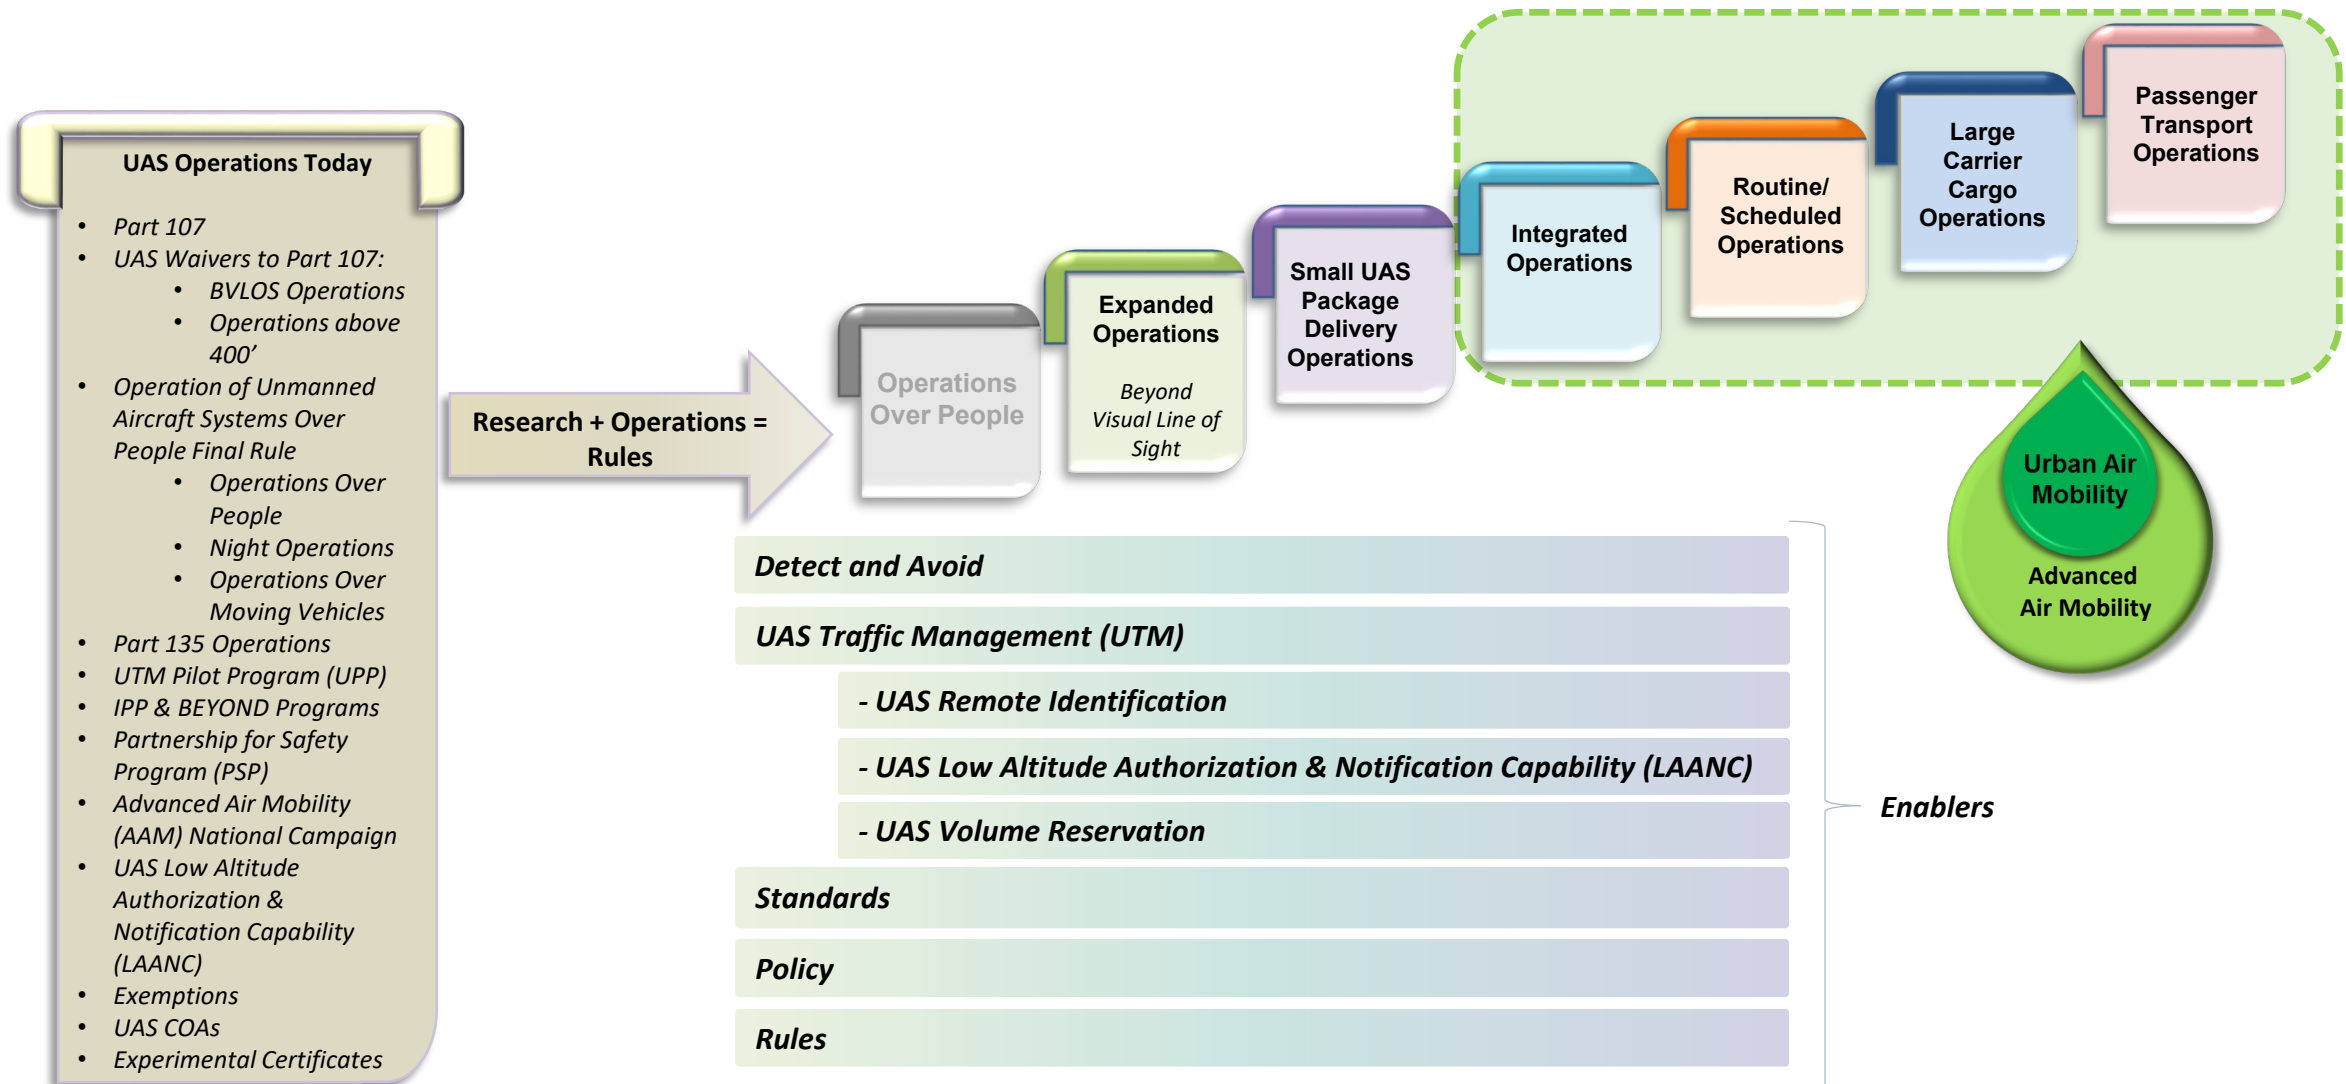 UAS Operations Today
• Part 107
• UAS Waivers to Part 107:
• BVLOS Operations
• Operations above
400’
• Operation of Unmanned
Aircraft Systems Over
People Final Rule
• Operations Over
People
• Night Operations
• Operations Over
Moving Vehicles
• Part 135 Operations
• UTM Pilot Program (UPP)
• IPP & BEYOND Programs
• Partnership for Safety
Program (PSP)
• Advanced Air Mobility
(AAM) National Campaign
• UAS Low Altitude
Authorization &
Notification Capability
(LAANC)
• Exemptions
• UAS COAs
• Experimental Certificates
Research + Operations =
Rules
Operations
Over People
Expanded
Operations
Beyond
Visual Line of
Sight
Small UAS
Package
Delivery
Operations
Integrated
Operations
Routine/
Scheduled
Operations
Large
Carrier
Cargo
Operations
Passenger
Transport
Operations
Urban Air
Mobility
Advanced
Air Mobility
Detect and Avoid
UAS Traffic Management (UTM)
- UAS Remote Identification
- UAS Low Altitude Authorization & Notification Capability (LAANC)
- UAS Volume Reservation
Standards
Policy
Rules
Enablers